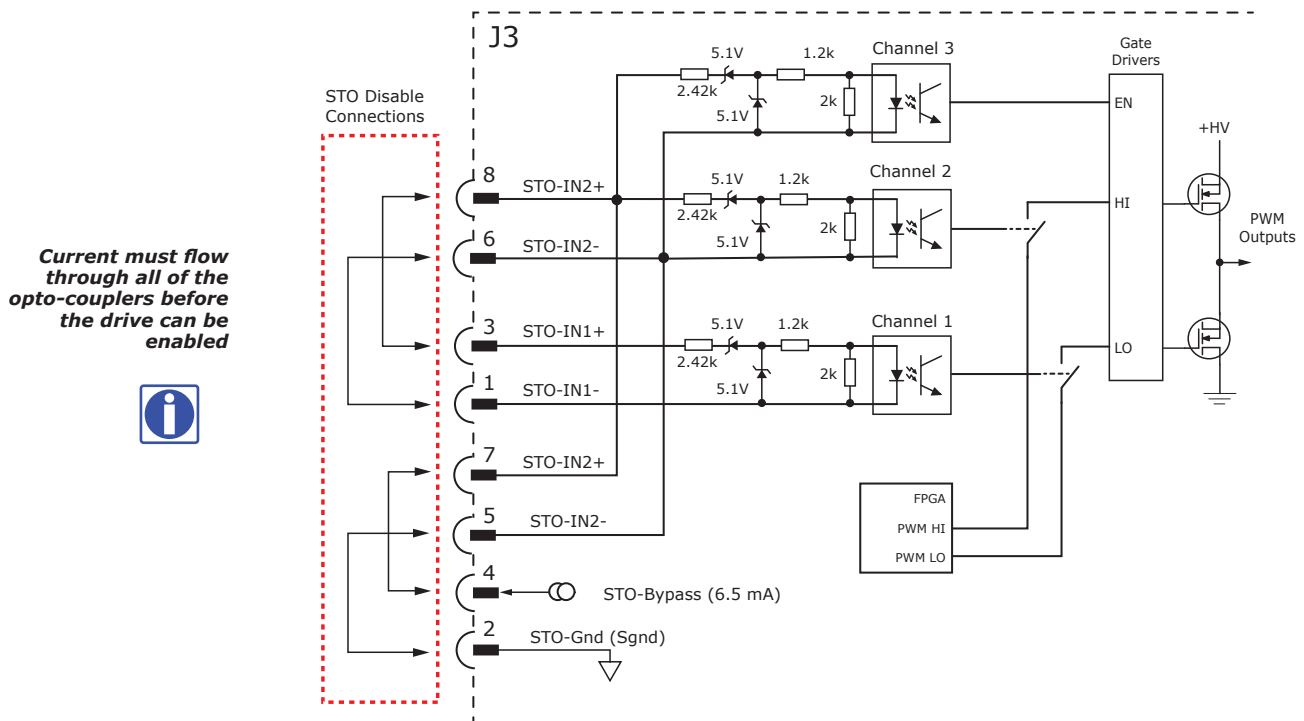 J3
STO Disable
Connections
Current must flow
through all of the
opto-couplers before
the drive can be
enabled
5.1V
1.2k
Channel 3
2.42k
5.1V
2k
Gate
Drivers
EN
HI
LO
+HV
PWM
Outputs
8
STO-IN2+
5.1V
1.2k
Channel 2
2.42k
5.1V
2k
6
STO-IN2-
3
STO-IN1+
5.1V
1.2k
Channel 1
2.42k
5.1V
2k
1
STO-IN1-
7
STO-IN2+
5
STO-IN2-
4
STO-Bypass (6.5 mA)
2
STO-Gnd (Sgnd)
FPGA
PWM HI
PWM LO